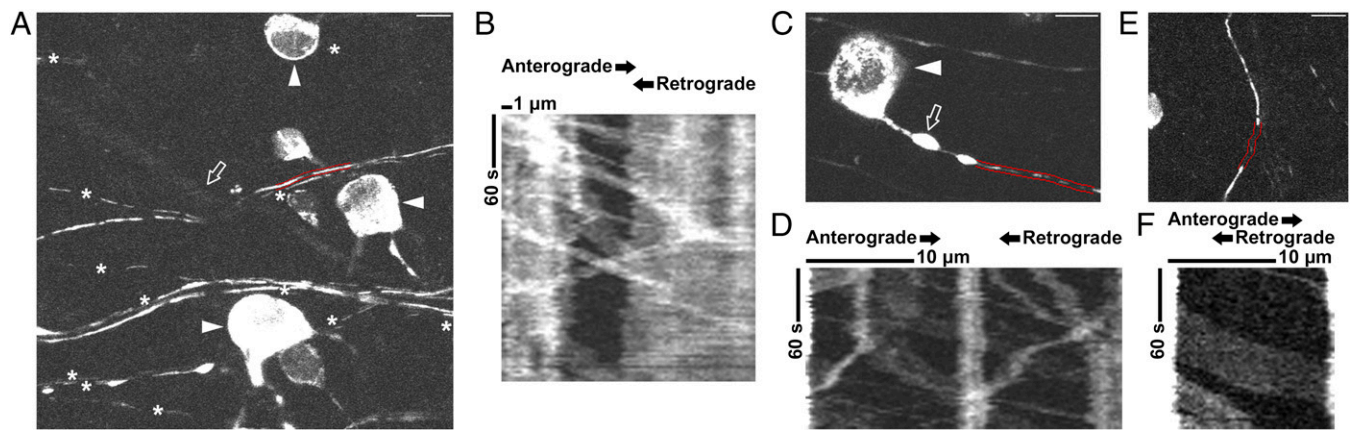 A
B
Anterograde
Retrograde
1 µm
60 s
C
D
Anterograde
Retrograde
10 µm
60 s
E
F
Anterograde
Retrograde
10 µm
60 s